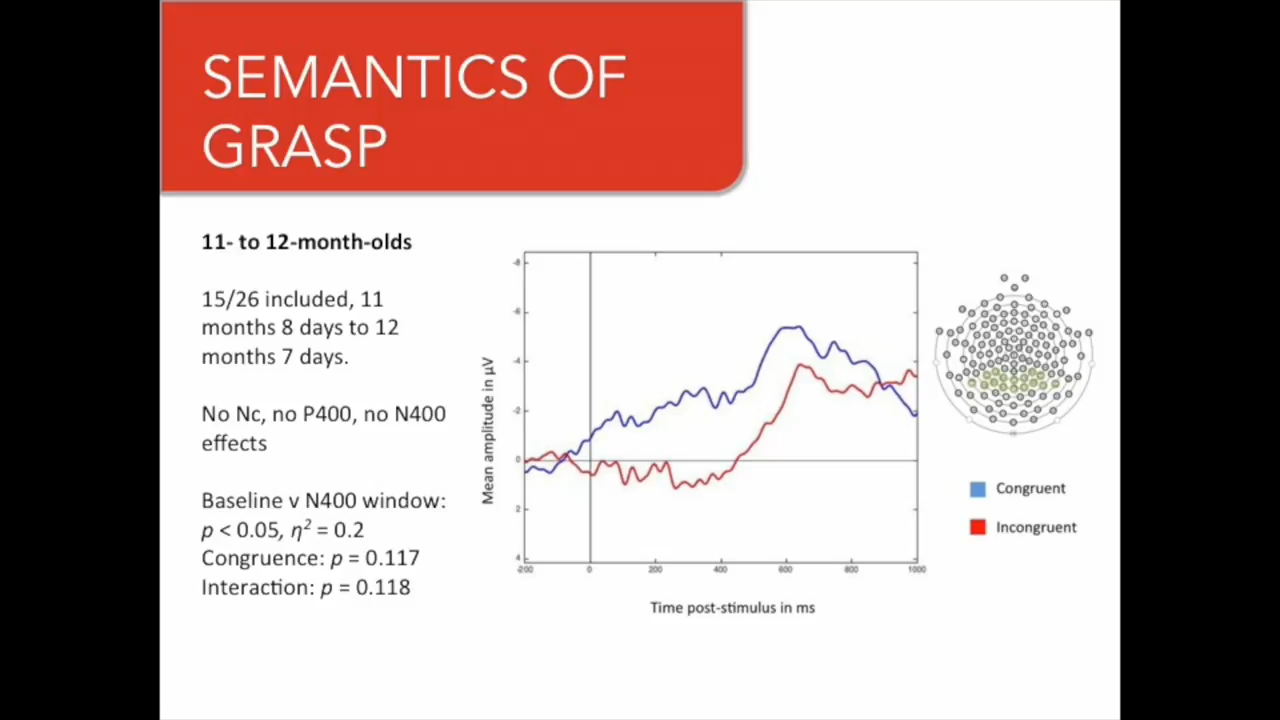 SEMANTICS OF
GRASP
11- to 12-month-olds
15/26 included, 11
months 8 days to 12
months 7 days.
No Nc, no P400, no N400
effects
Baseline v N400 window:
p < 0.05, η² = 0.2
Congruence: p = 0.117
Interaction: p = 0.118
Mean amplitude in μV
-8
-6
-4
-2
0
2
4
-200 0 200 400 600 800 1000
Time post-stimulus in ms
Congruent
Incongruent